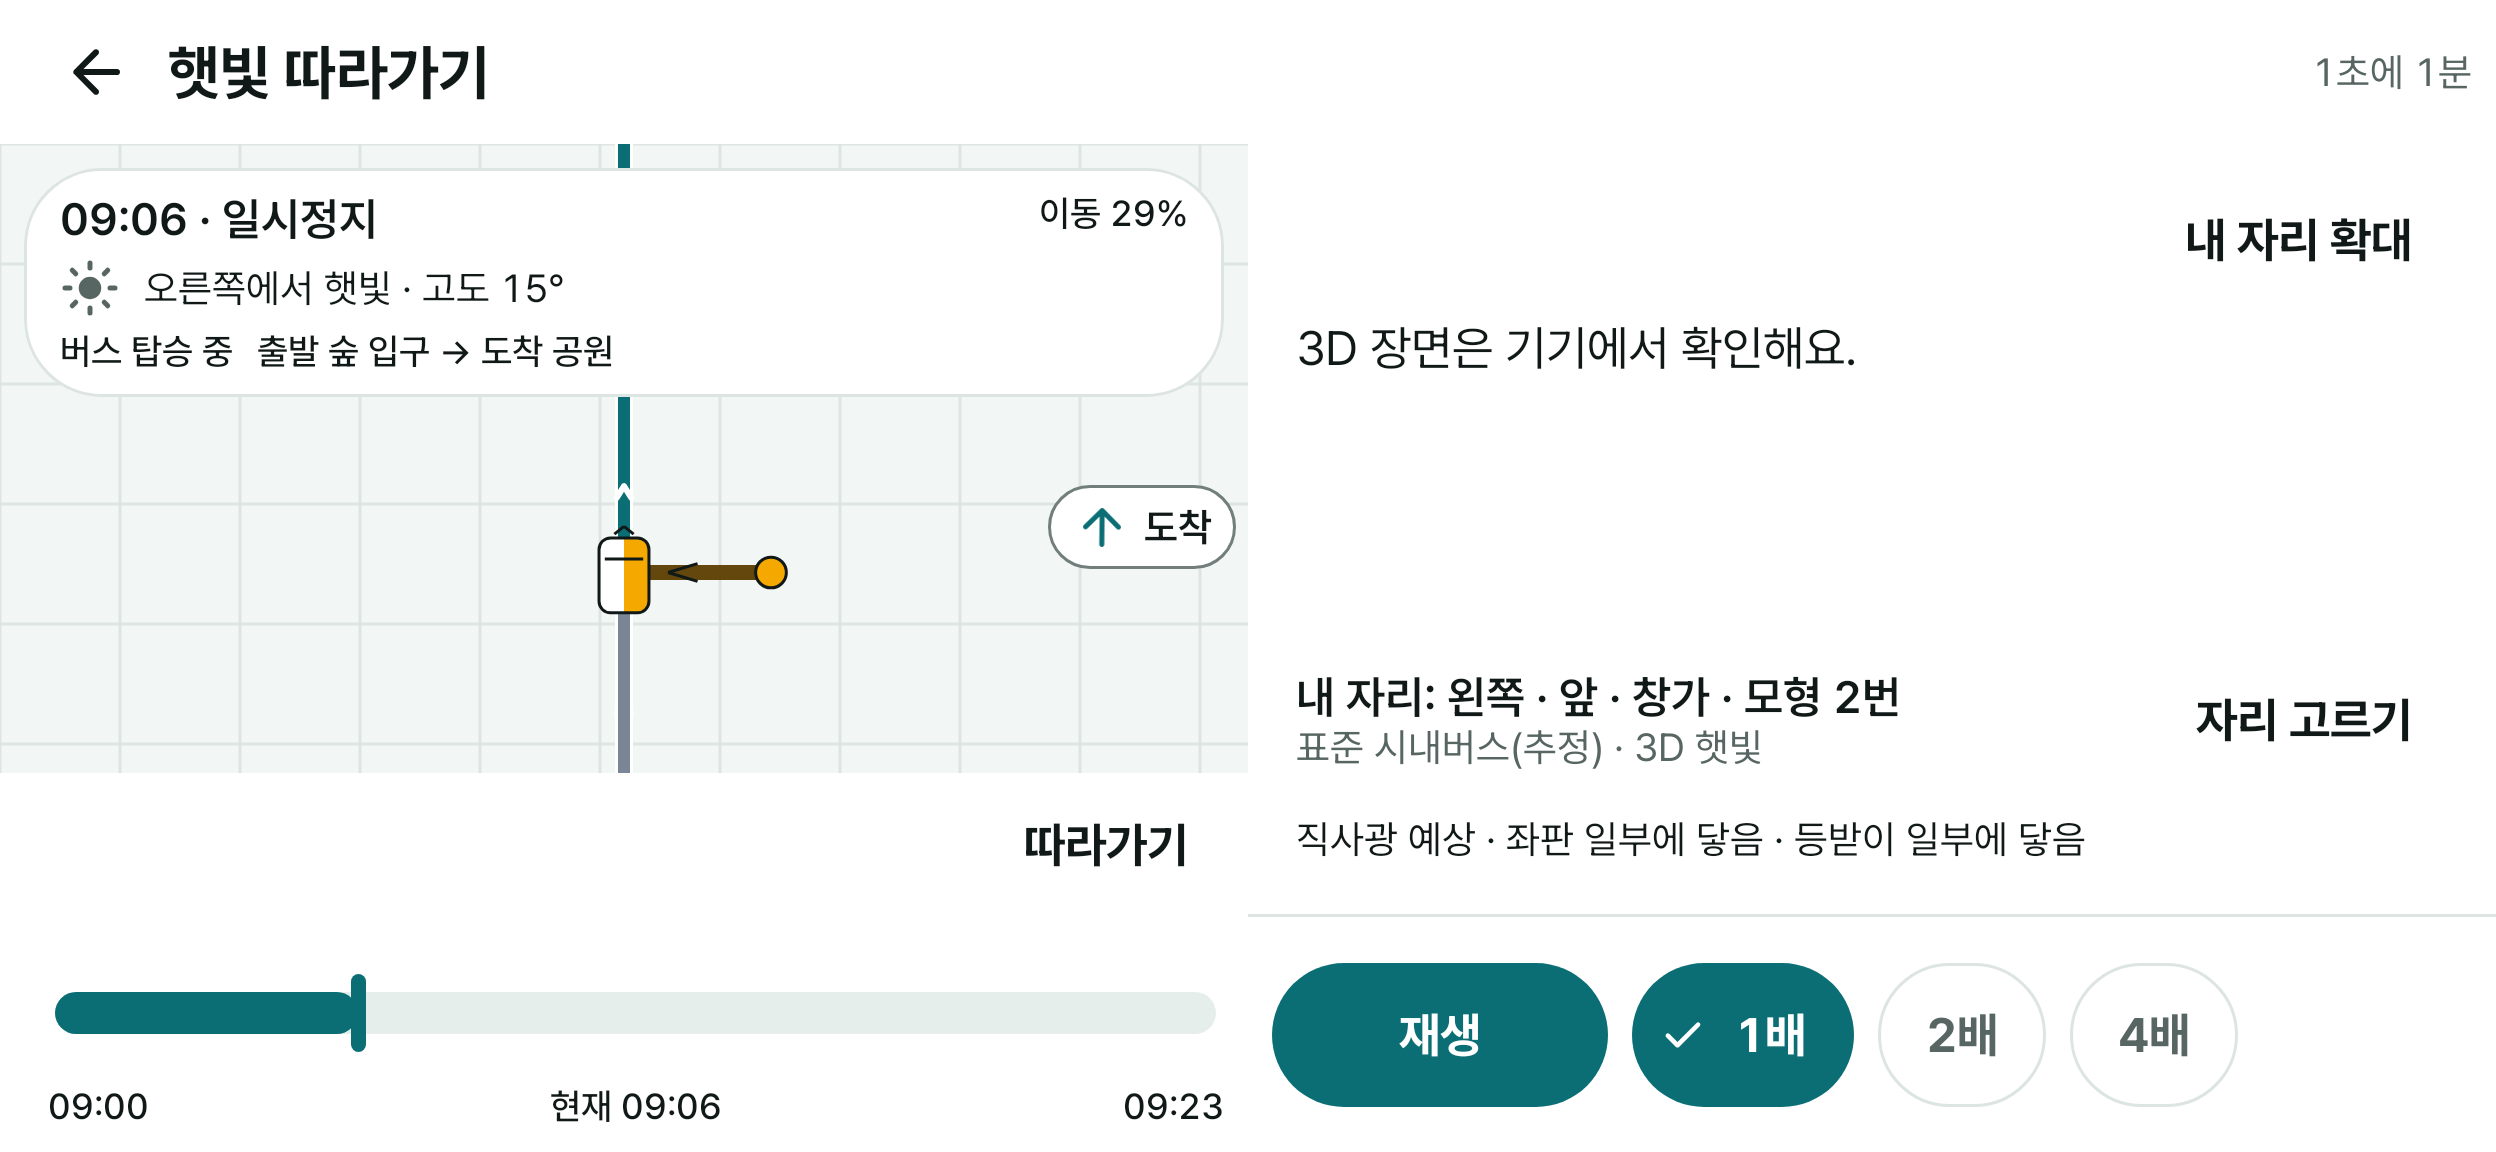 햇빛 따라가기
1초에 1분
09:06 · 일시정지
이동 29%
오른쪽에서 햇빛 · 고도 15°
버스 탑승중 출발 숲 입구 → 도착 공원
도착
따라가기
09:00
현재 09:06
09:23
내 자리 확대
3D 장면은 기기에서 확인해요.
내 자리: 왼쪽 · 앞 · 창가 · 모형 2번
표준 시내버스(추정) · 3D 햇빛
자리 고르기
직사광 예상 · 좌판 일부에 닿음 · 등받이 일부에 닿음
재생
1배
2배
4배